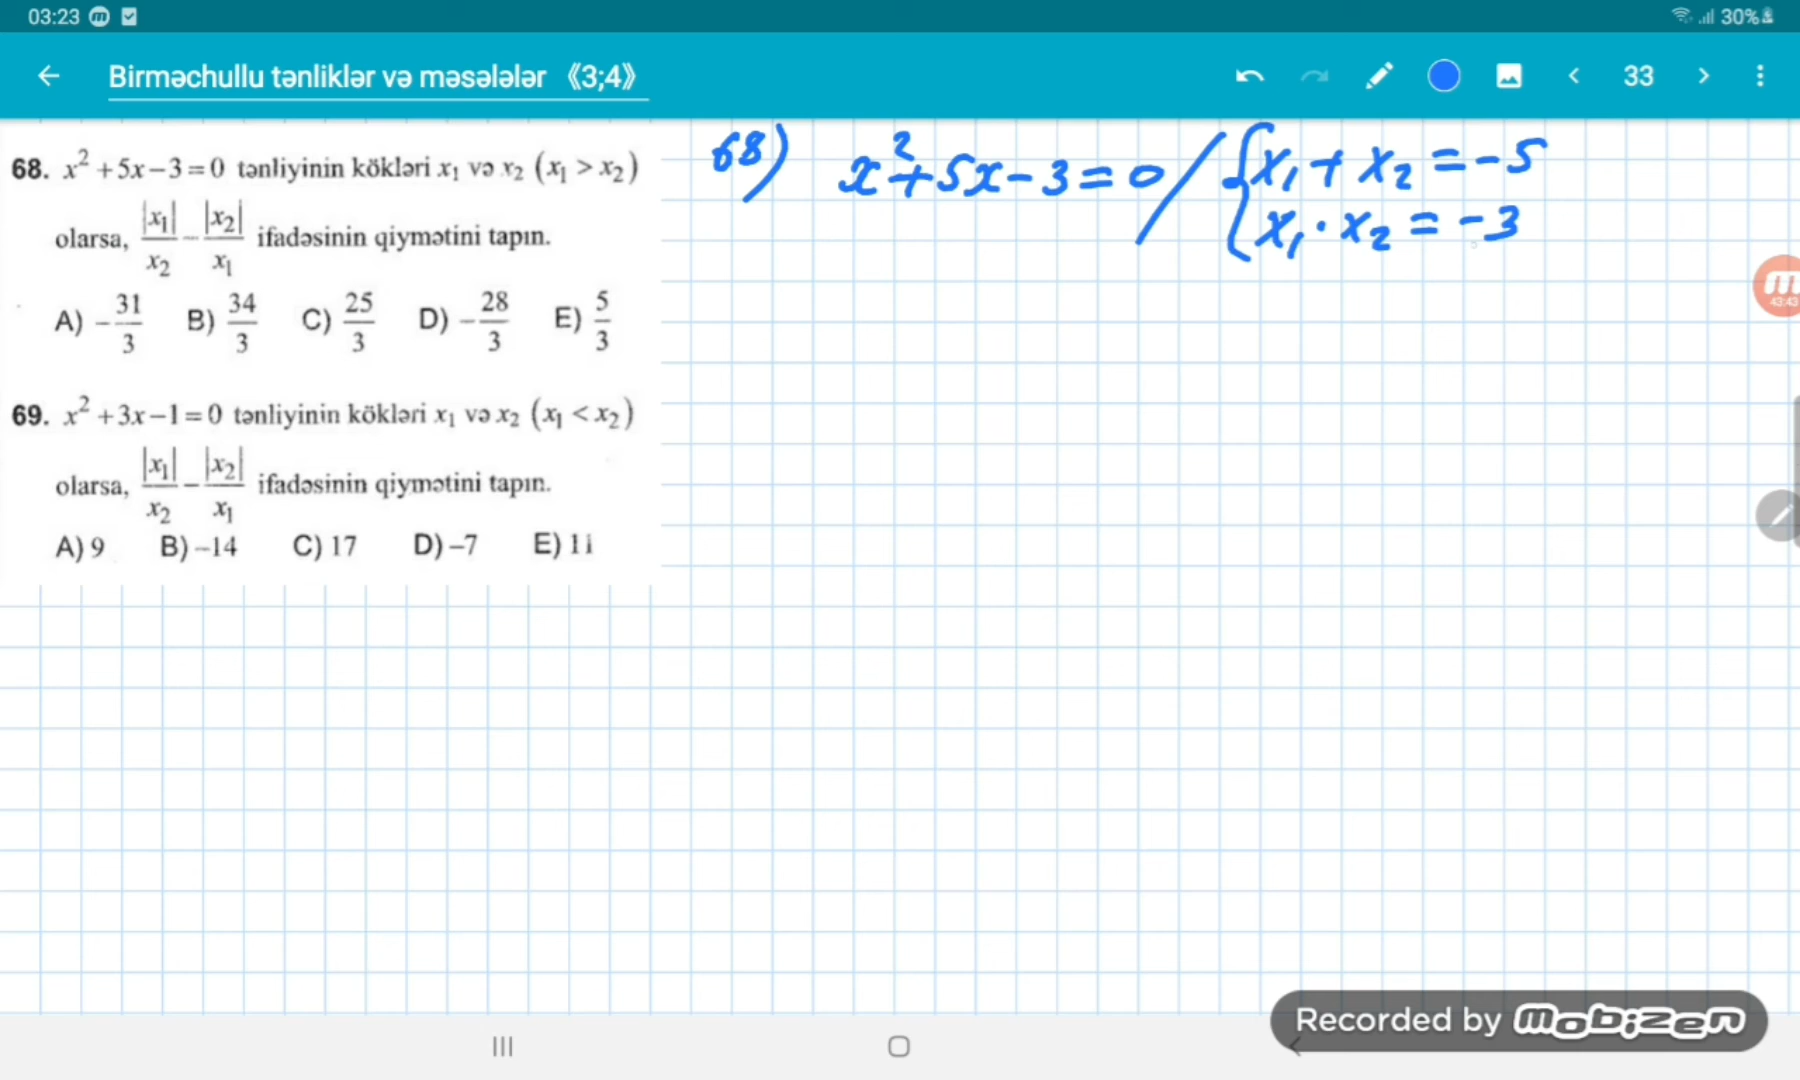 03:23 30%
Birməchullu tənliklər və məsələlər 《3;4》 33
68. x² + 5x − 3 = 0 tənliyinin kökləri x₁ və x₂ (x₁ > x₂)
olarsa, |x₁|/x₂ − |x₂|/x₁ ifadəsinin qiymətini tapın.
A) −31/3 B) 34/3 C) 25/3 D) −28/3 E) 5/3
69. x² + 3x − 1 = 0 tənliyinin kökləri x₁ və x₂ (x₁ < x₂)
olarsa, |x₁|/x₂ − |x₂|/x₁ ifadəsinin qiymətini tapın.
A) 9 B) −14 C) 17 D) −7 E) 11
68) x² + 5x − 3 = 0 / { x₁ + x₂ = −5
x₁ · x₂ = −3
43:43
Recorded by mobizen